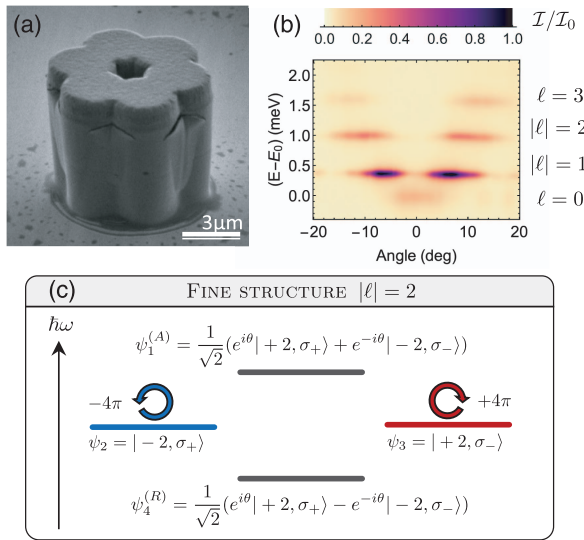 (a)
3μm
(b)
I/I₀
0.0 0.2 0.4 0.6 0.8 1.0
(E−E₀) (meV)
2.0
1.5
1.0
0.5
0.0
−20 −10 0 10 20
Angle (deg)
ℓ = 3
|ℓ| = 2
|ℓ| = 1
ℓ = 0
(c) FINE STRUCTURE |ℓ| = 2
ℏω
ψ₁⁽ᴬ⁾ = 1/√2 (e^{iθ}|+2, σ₊⟩ + e^{−iθ}|−2, σ₋⟩)
−4π
ψ₂ = |−2, σ₊⟩
+4π
ψ₃ = |+2, σ₋⟩
ψ₄⁽ᴿ⁾ = 1/√2 (e^{iθ}|+2, σ₊⟩ − e^{−iθ}|−2, σ₋⟩)